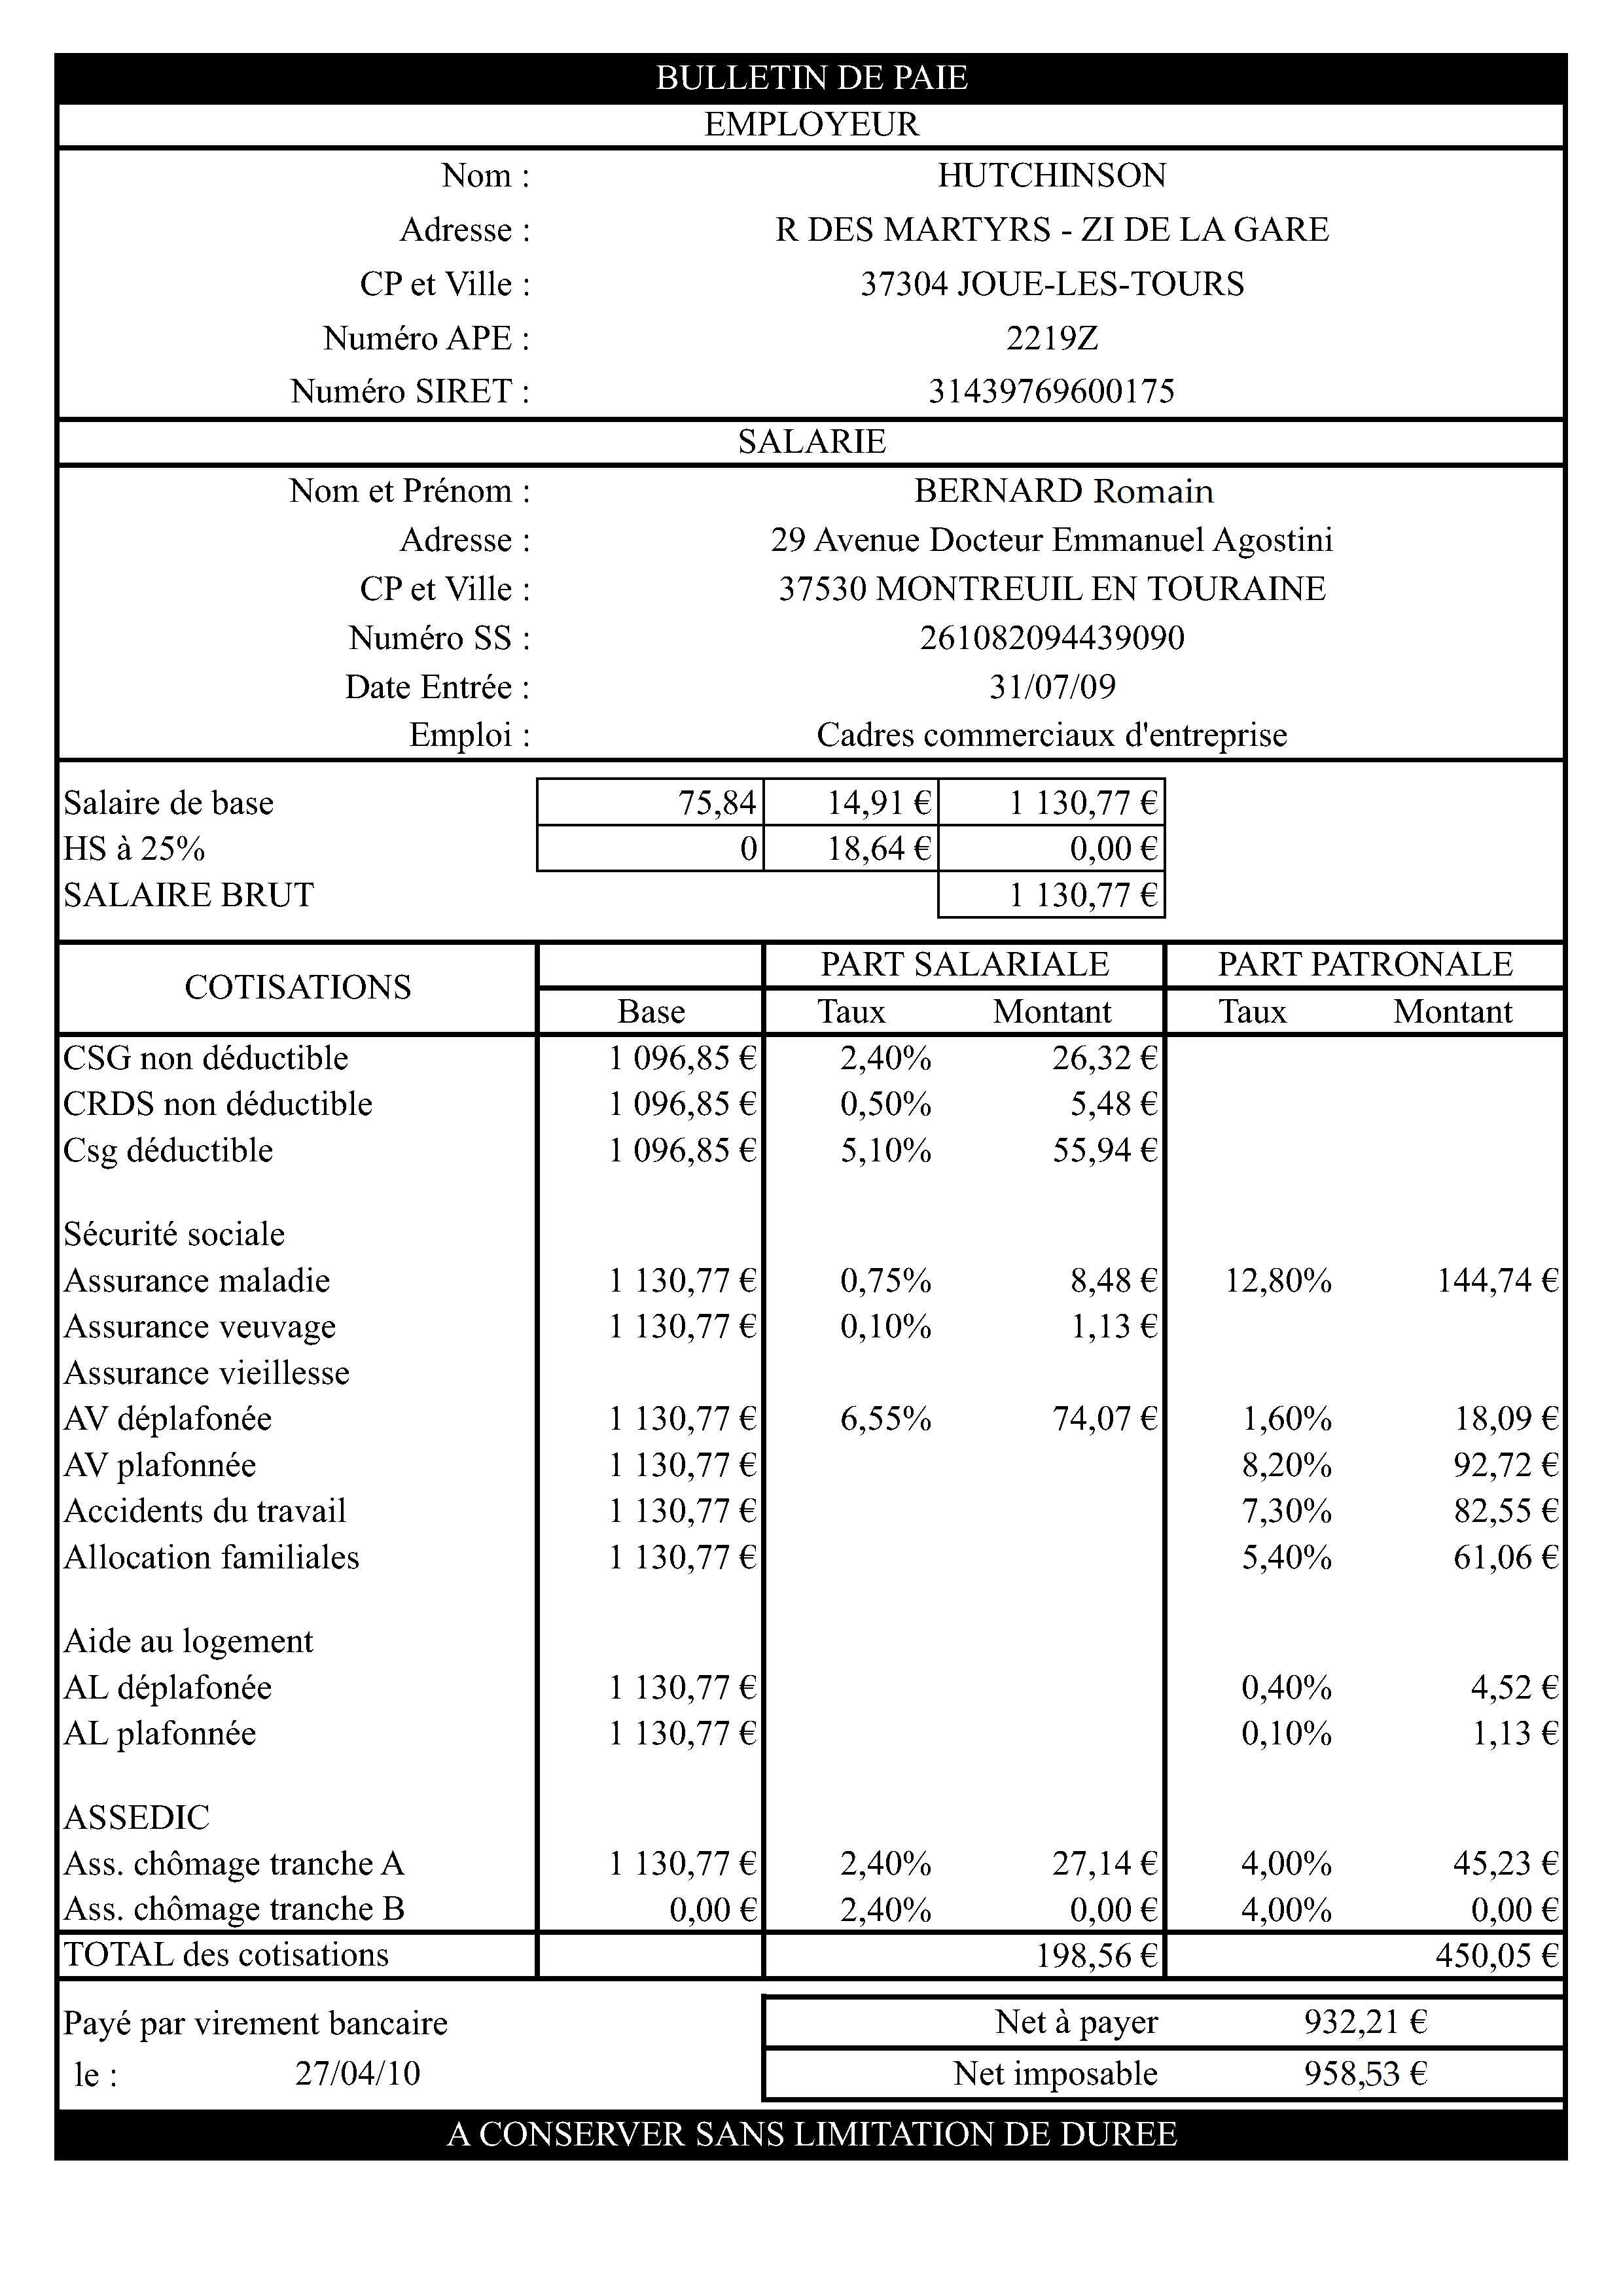 BULLETIN DE PAIE
EMPLOYEUR
Nom : HUTCHINSON
Adresse : R DES MARTYRS - ZI DE LA GARE
CP et Ville : 37304 JOUE-LES-TOURS
Numéro APE : 2219Z
Numéro SIRET : 31439769600175
SALARIE
Nom et Prénom : BERNARD Romain
Adresse : 29 Avenue Docteur Emmanuel Agostini
CP et Ville : 37530 MONTREUIL EN TOURAINE
Numéro SS : 261082094439090
Date Entrée : 31/07/09
Emploi : Cadres commerciaux d'entreprise
Salaire de base 75,84 14,91 € 1 130,77 €
HS à 25% 0 18,64 € 0,00 €
SALAIRE BRUT 1 130,77 €
COTISATIONS PART SALARIALE PART PATRONALE
Base Taux Montant Taux Montant
CSG non déductible 1 096,85 € 2,40% 26,32 €
CRDS non déductible 1 096,85 € 0,50% 5,48 €
Csg déductible 1 096,85 € 5,10% 55,94 €
Sécurité sociale
Assurance maladie 1 130,77 € 0,75% 8,48 € 12,80% 144,74 €
Assurance veuvage 1 130,77 € 0,10% 1,13 €
Assurance vieillesse
AV déplafonée 1 130,77 € 6,55% 74,07 € 1,60% 18,09 €
AV plafonnée 1 130,77 € 8,20% 92,72 €
Accidents du travail 1 130,77 € 7,30% 82,55 €
Allocation familiales 1 130,77 € 5,40% 61,06 €
Aide au logement
AL déplafonée 1 130,77 € 0,40% 4,52 €
AL plafonnée 1 130,77 € 0,10% 1,13 €
ASSEDIC
Ass. chômage tranche A 1 130,77 € 2,40% 27,14 € 4,00% 45,23 €
Ass. chômage tranche B 0,00 € 2,40% 0,00 € 4,00% 0,00 €
TOTAL des cotisations 198,56 € 450,05 €
Payé par virement bancaire Net à payer 932,21 €
le : 27/04/10 Net imposable 958,53 €
A CONSERVER SANS LIMITATION DE DUREE